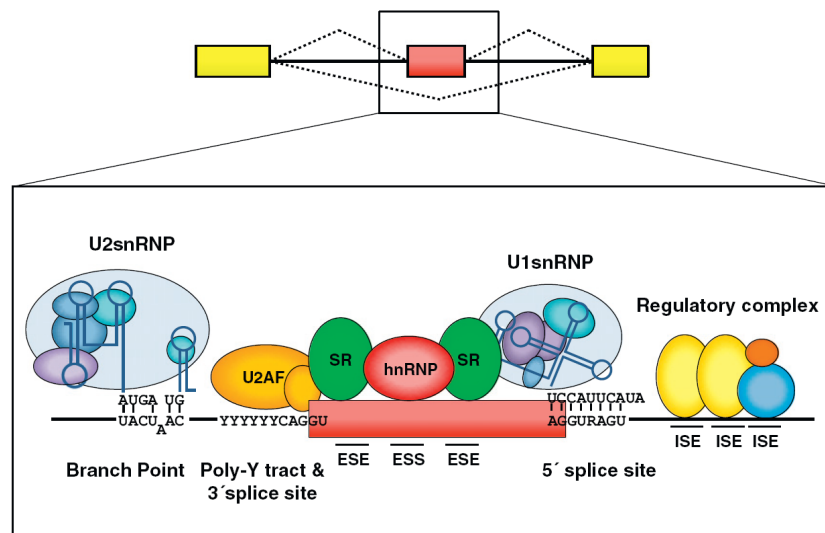 U2snRNP
U1snRNP
Regulatory complex
SR
hnRNP
SR
U2AF
AUGA UG
UCCAUUCAUA
UACU AC
A
YYYYYYCAGGU
AGGURAGU
ISE
ISE
ISE
ESE
ESS
ESE
Branch Point
Poly-Y tract &
3´splice site
5´ splice site